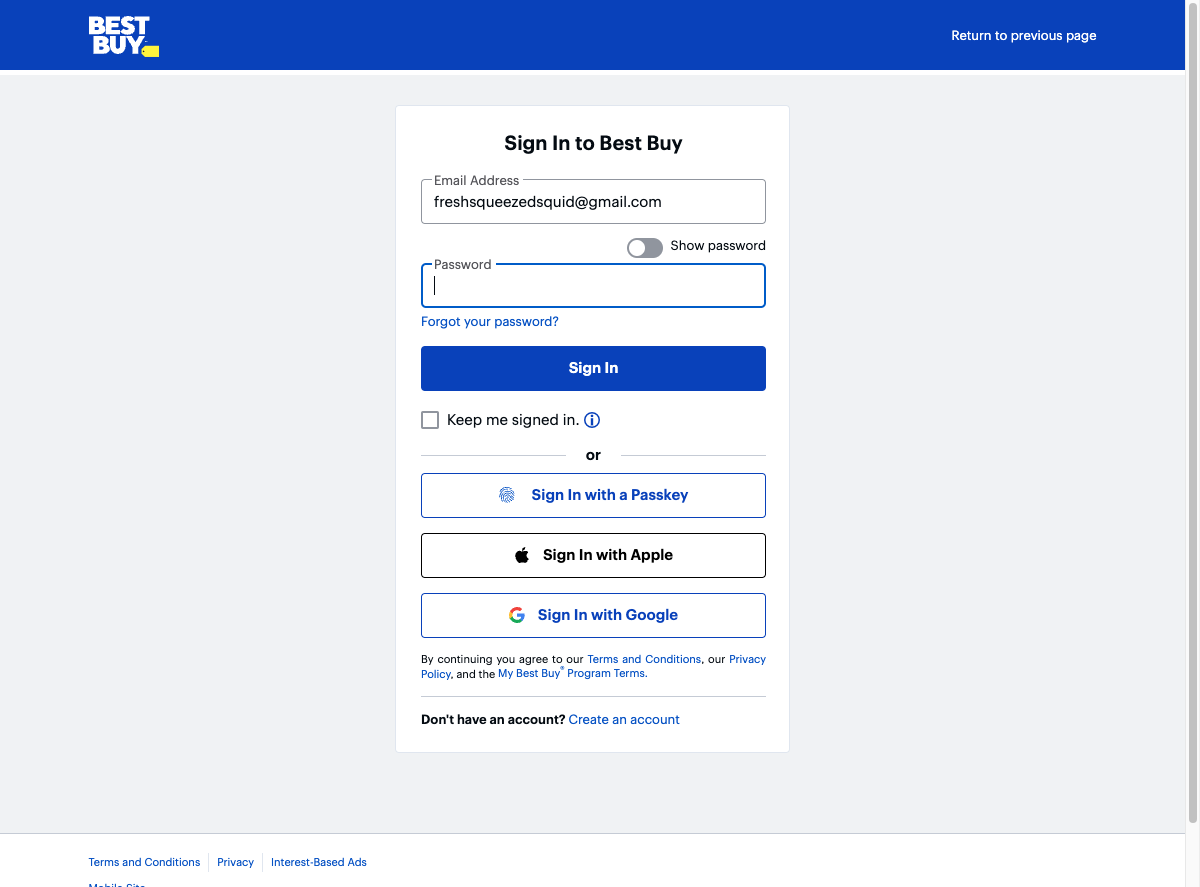 BEST
BUY
Return to previous page
Sign In to Best Buy
Email Address
freshsqueezedsquid@gmail.com
Show password
Password
Forgot your password?
Sign In
Keep me signed in.
or
Sign In with a Passkey
Sign In with Apple
Sign In with Google
By continuing you agree to our Terms and Conditions, our Privacy
Policy, and the My Best Buy® Program Terms.
Don't have an account? Create an account
Terms and Conditions Privacy Interest-Based Ads
Mobile Site